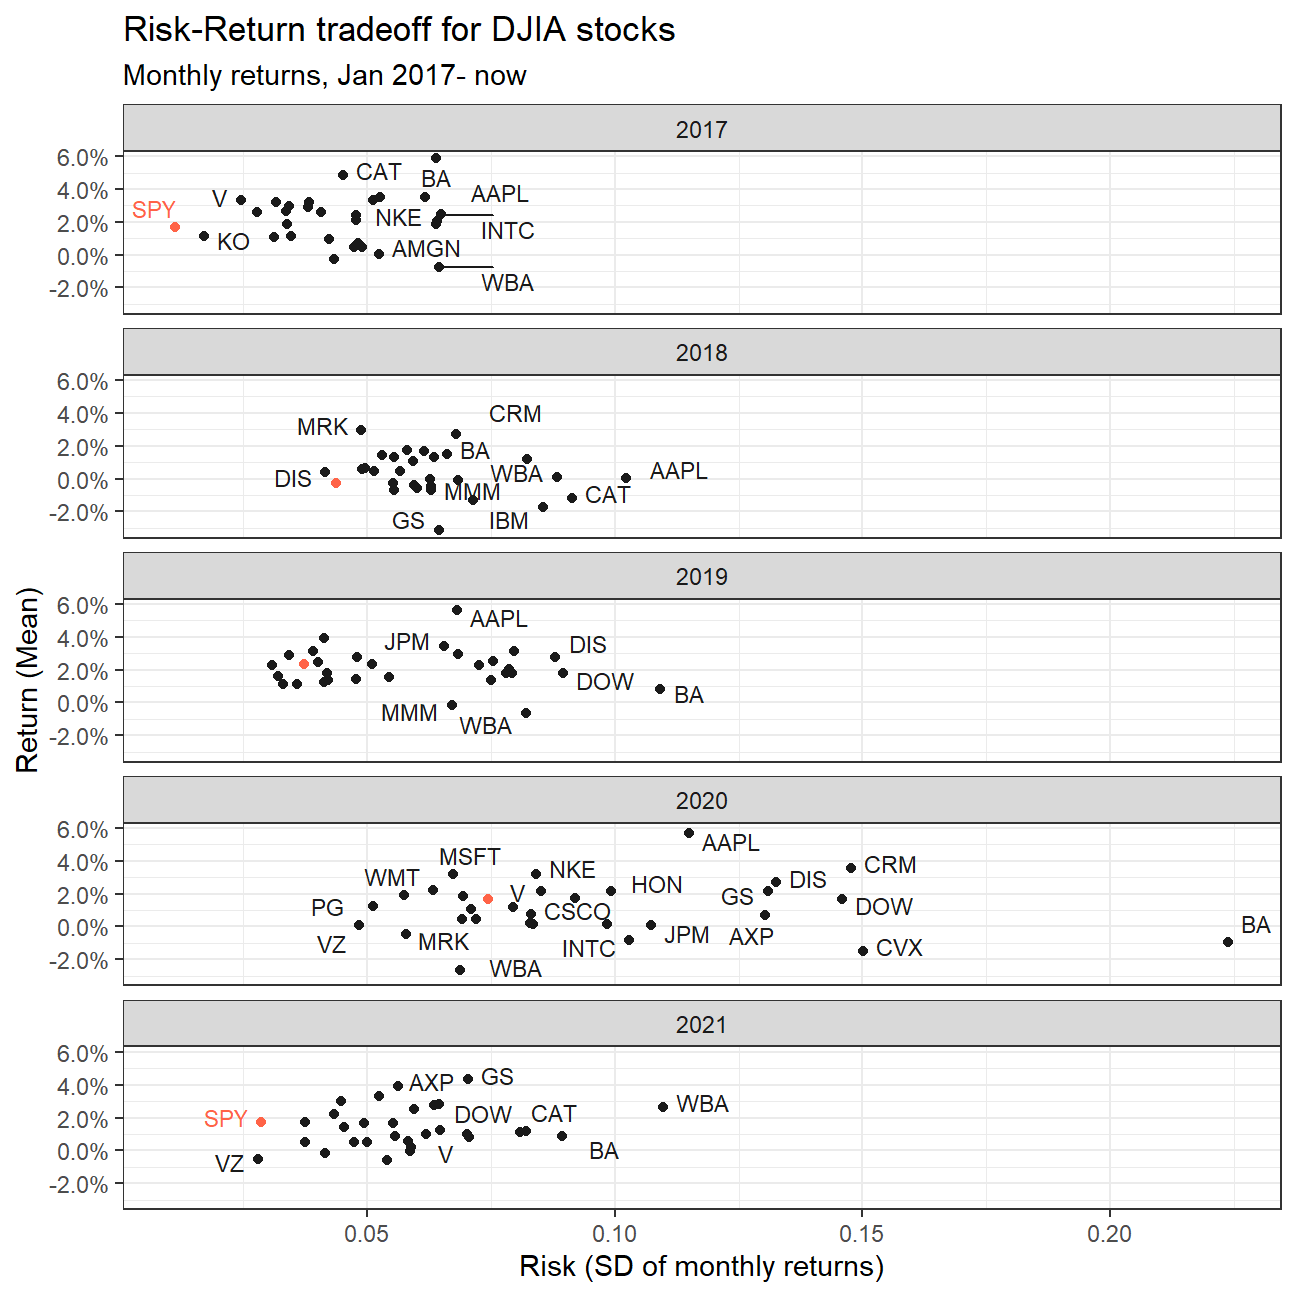 Risk-Return tradeoff for DJIA stocks
Monthly returns, Jan 2017- now
Return (Mean)
2017
6.0%
4.0%
2.0%
0.0%
-2.0%
CAT
BA
AAPL
V
SPY
NKE
INTC
KO
AMGN
WBA
2018
6.0%
4.0%
2.0%
0.0%
-2.0%
CRM
MRK
BA
DIS
WBA
AAPL
MMM
CAT
GS
IBM
2019
6.0%
4.0%
2.0%
0.0%
-2.0%
AAPL
JPM
DIS
DOW
BA
MMM
WBA
2020
6.0%
4.0%
2.0%
0.0%
-2.0%
AAPL
MSFT
NKE
CRM
WMT
V
HON
DIS
GS
PG
CSCO
DOW
BA
VZ
MRK
INTC
JPM
AXP
CVX
WBA
2021
6.0%
4.0%
2.0%
0.0%
-2.0%
AXP
GS
SPY
DOW
CAT
WBA
VZ
V
BA
0.05
0.10
0.15
0.20
Risk (SD of monthly returns)